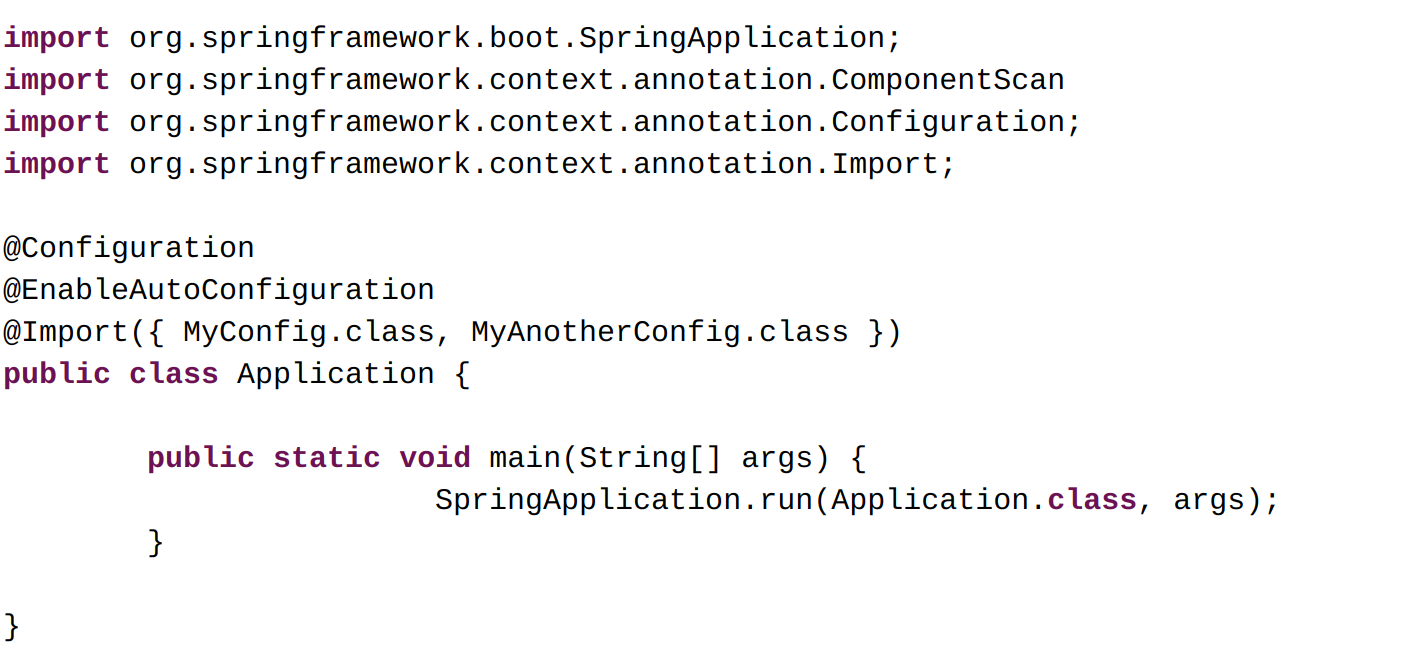 import org.springframework.boot.SpringApplication;
import org.springframework.context.annotation.ComponentScan
import org.springframework.context.annotation.Configuration;
import org.springframework.context.annotation.Import;
@Configuration
@EnableAutoConfiguration
@Import({ MyConfig.class, MyAnotherConfig.class })
public class Application {
public static void main(String[] args) {
SpringApplication.run(Application.class, args);
}
}